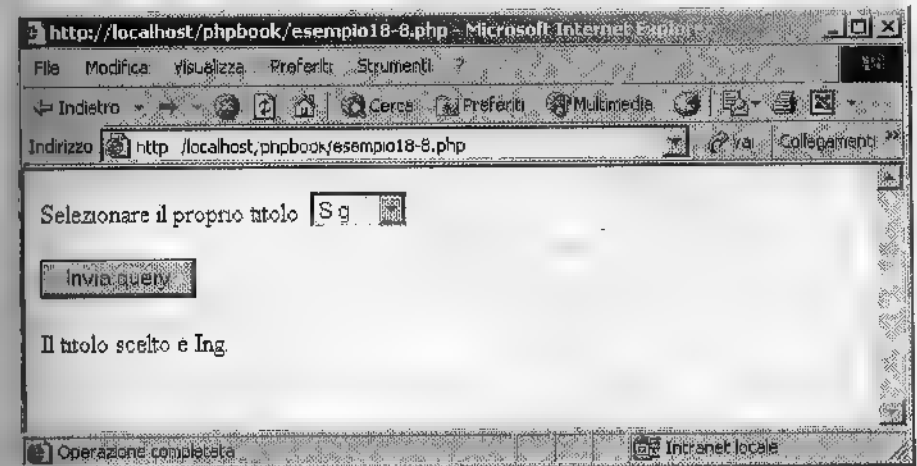 http://localhost/phpbook/esempio18-8.php - Microsoft Internet Explorer
File Modifica Visualizza Preferiti Strumenti ?
Indietro Cerca Preferiti Multimedia
Indirizzo http /localhost/phpbook/esempio18-8.php Vai Collegamenti »
Selezionare il proprio titolo Sg
Invia query
Il titolo scelto è Ing.
Operazione completata Intranet locale